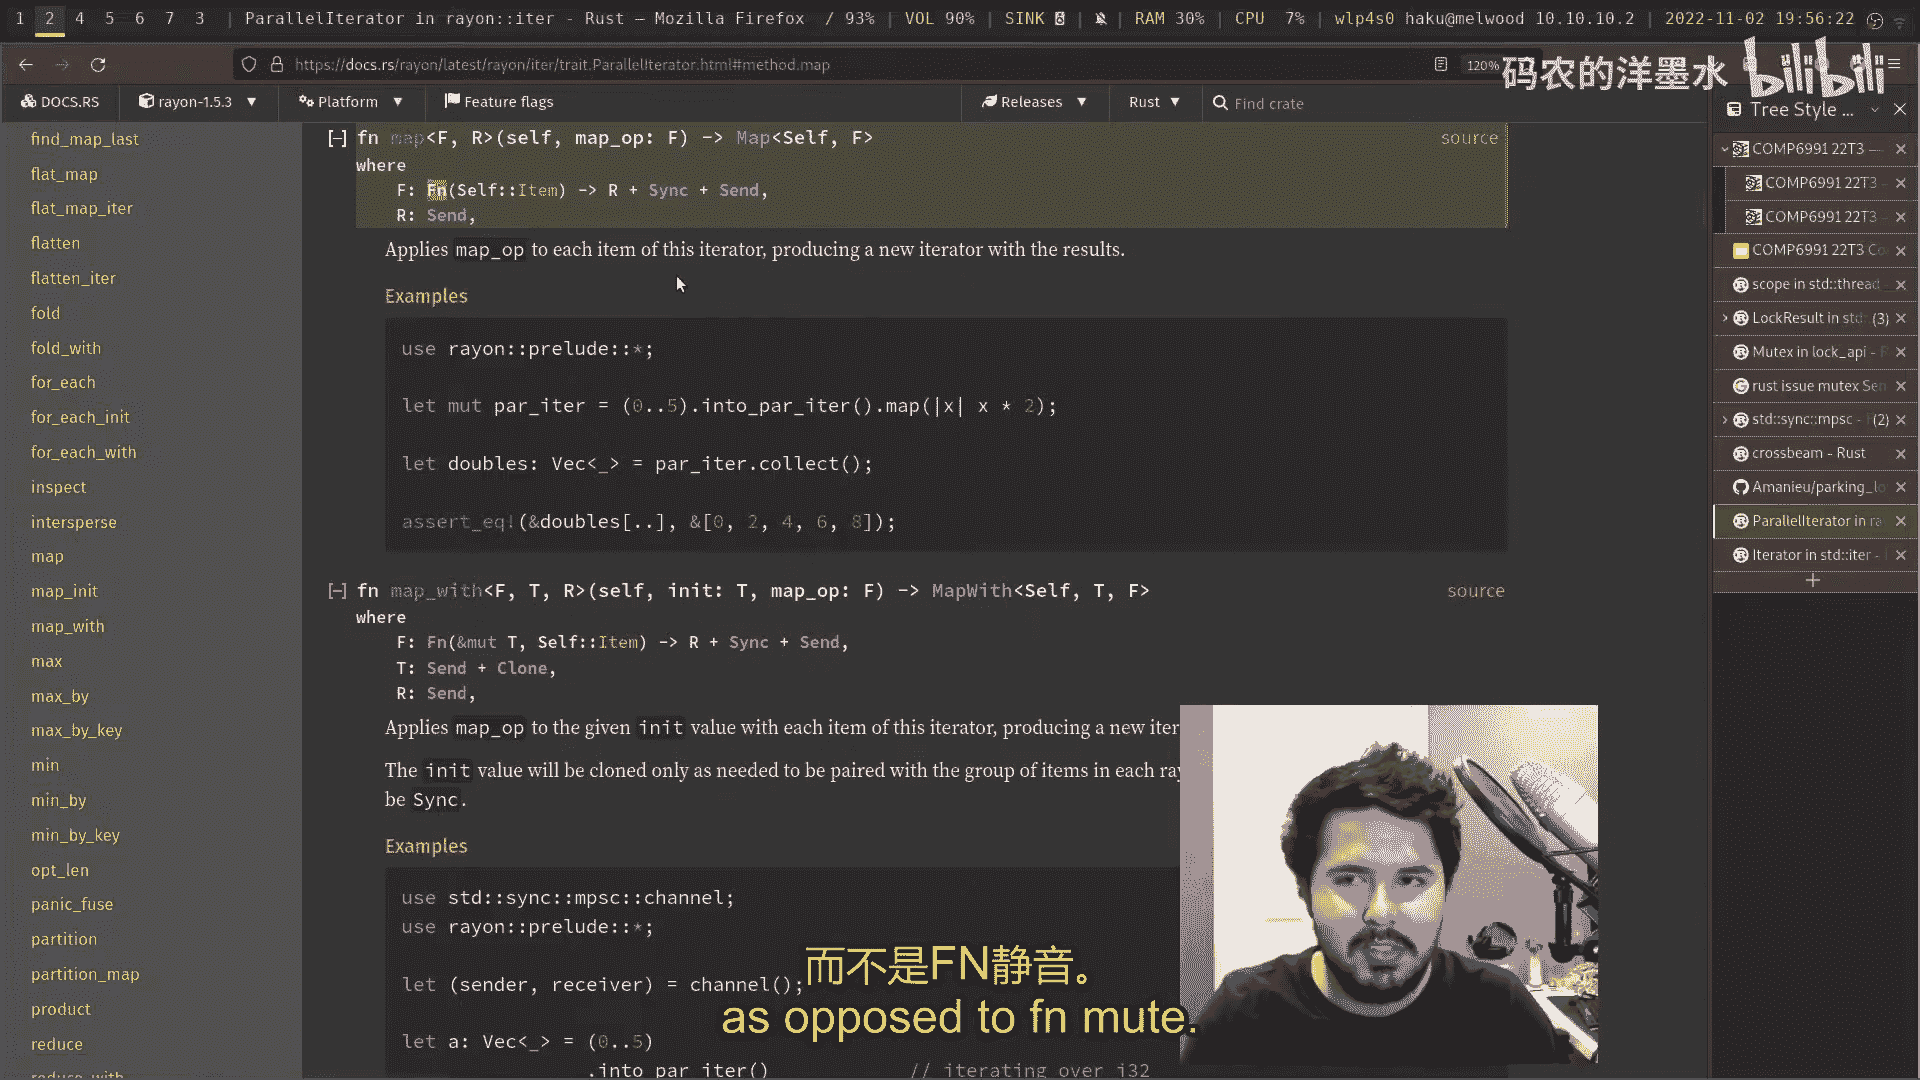 1 2 4 5 6 7 3 | ParallelIterator in rayon::iter - Rust — Mozilla Firefox / 93% | VOL 90% | SINK | RAM 30% | CPU 7% | wlp4s0 haku@melwood 10.10.10.2 | 2022-11-02 19:56:22
https://docs.rs/rayon/latest/rayon/iter/trait.ParallelIterator.html#method.map 120%
码农的洋墨水 bilibili
DOCS.RS rayon-1.5.3 Platform Feature flags Releases Rust Find crate
find_map_last
flat_map
flat_map_iter
flatten
flatten_iter
fold
fold_with
for_each
for_each_init
for_each_with
inspect
intersperse
map
map_init
map_with
max
max_by
max_by_key
min
min_by
min_by_key
opt_len
panic_fuse
partition
partition_map
product
reduce
reduce_with
[−] fn map<F, R>(self, map_op: F) -> Map<Self, F> source
where
F: Fn(Self::Item) -> R + Sync + Send,
R: Send,
Applies map_op to each item of this iterator, producing a new iterator with the results.
Examples
use rayon::prelude::*;
let mut par_iter = (0..5).into_par_iter().map(|x| x * 2);
let doubles: Vec<_> = par_iter.collect();
assert_eq!(&doubles[..], &[0, 2, 4, 6, 8]);
[−] fn map_with<F, T, R>(self, init: T, map_op: F) -> MapWith<Self, T, F> source
where
F: Fn(&mut T, Self::Item) -> R + Sync + Send,
T: Send + Clone,
R: Send,
Applies map_op to the given init value with each item of this iterator, producing a new iter
The init value will be cloned only as needed to be paired with the group of items in each ray
be Sync.
Examples
use std::sync::mpsc::channel;
use rayon::prelude::*;
let (sender, receiver) = channel();
let a: Vec<_> = (0..5)
.into_par_iter() // iterating over i32
Tree Style ...
COMP6991 22T3 —
COMP6991 22T3 -
COMP6991 22T3 -
COMP6991 22T3 Co
scope in std::thread
LockResult in std (3)
Mutex in lock_api - R
rust issue mutex Sen
std::sync::mpsc - (2)
crossbeam - Rust
Amanieu/parking_lo
ParallelIterator in ra
Iterator in std::iter -
而不是FN静音。
as opposed to fn mute.